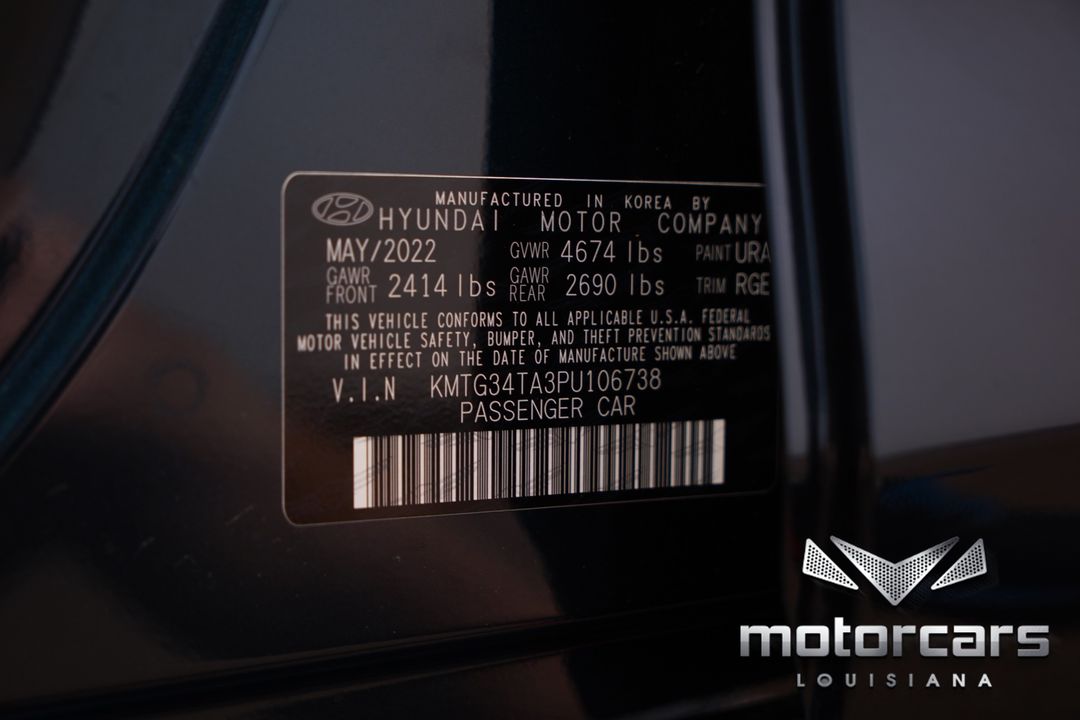 MANUFACTURED IN KOREA BY
HYUNDAI MOTOR COMPANY
MAY/2022 GVWR 4674 lbs PAINT URA
GAWR FRONT 2414 lbs GAWR REAR 2690 lbs TRIM RGE
THIS VEHICLE CONFORMS TO ALL APPLICABLE U.S.A. FEDERAL
MOTOR VEHICLE SAFETY, BUMPER, AND THEFT PREVENTION STANDARDS
IN EFFECT ON THE DATE OF MANUFACTURE SHOWN ABOVE
V.I.N KMTG34TA3PU106738
PASSENGER CAR
motorcars
LOUISIANA